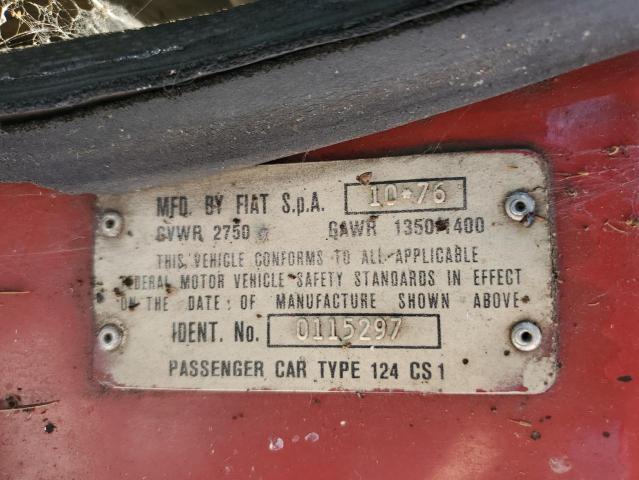 MFD. BY FIAT S.p.A. 10*76
GVWR 2750 GAWR 1350*1400
THIS VEHICLE CONFORMS TO ALL APPLICABLE
FEDERAL MOTOR VEHICLE SAFETY STANDARDS IN EFFECT
ON THE DATE OF MANUFACTURE SHOWN ABOVE
IDENT. No. 0115297
PASSENGER CAR TYPE 124 CS1